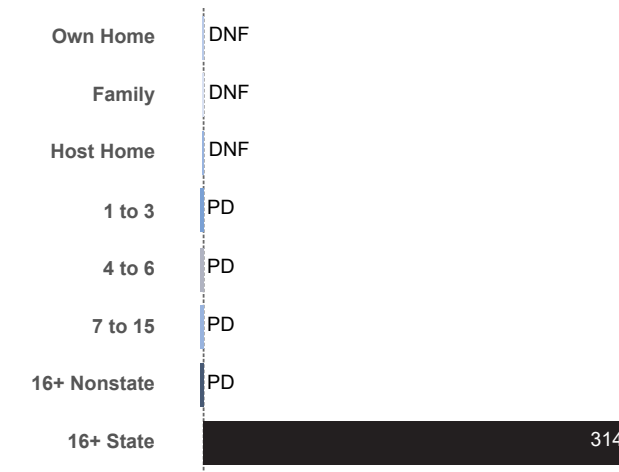 Own Home DNF
Family DNF
Host Home DNF
1 to 3 PD
4 to 6 PD
7 to 15 PD
16+ Nonstate PD
16+ State 314